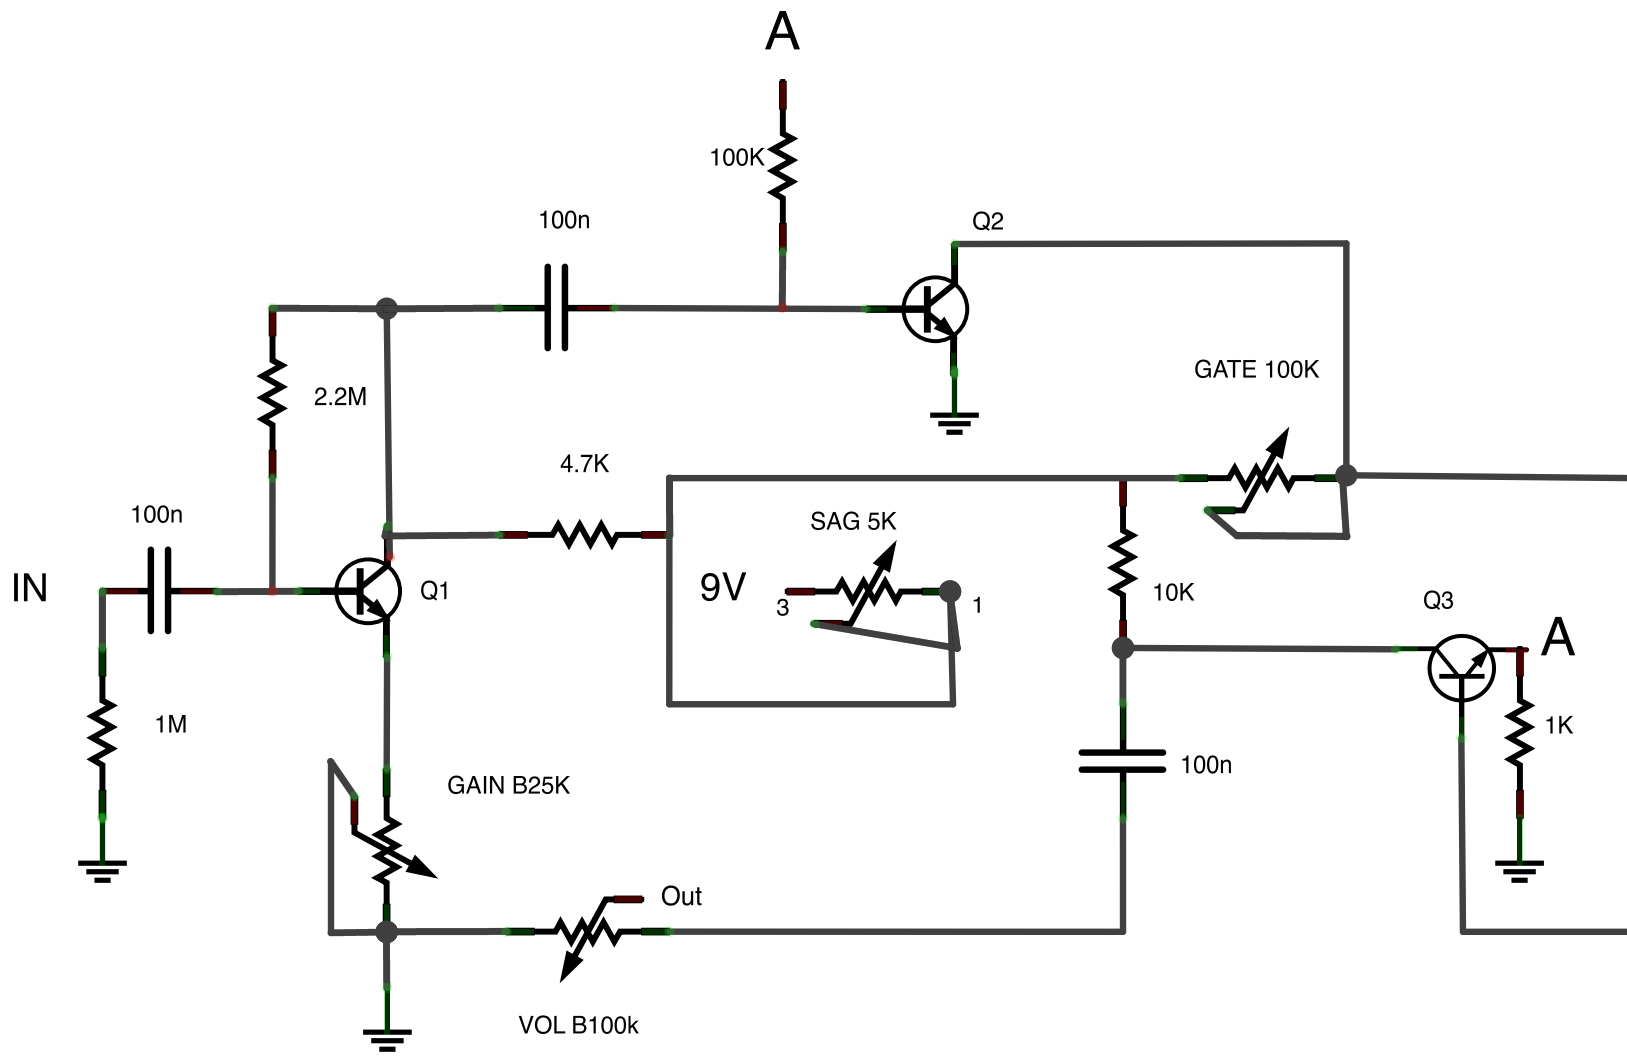 A
100K
100n
Q2
GATE 100K
2.2M
4.7K
100n
SAG 5K
IN
Q1
9V
3
1
10K
Q3
A
1M
1K
100n
GAIN B25K
Out
VOL B100k